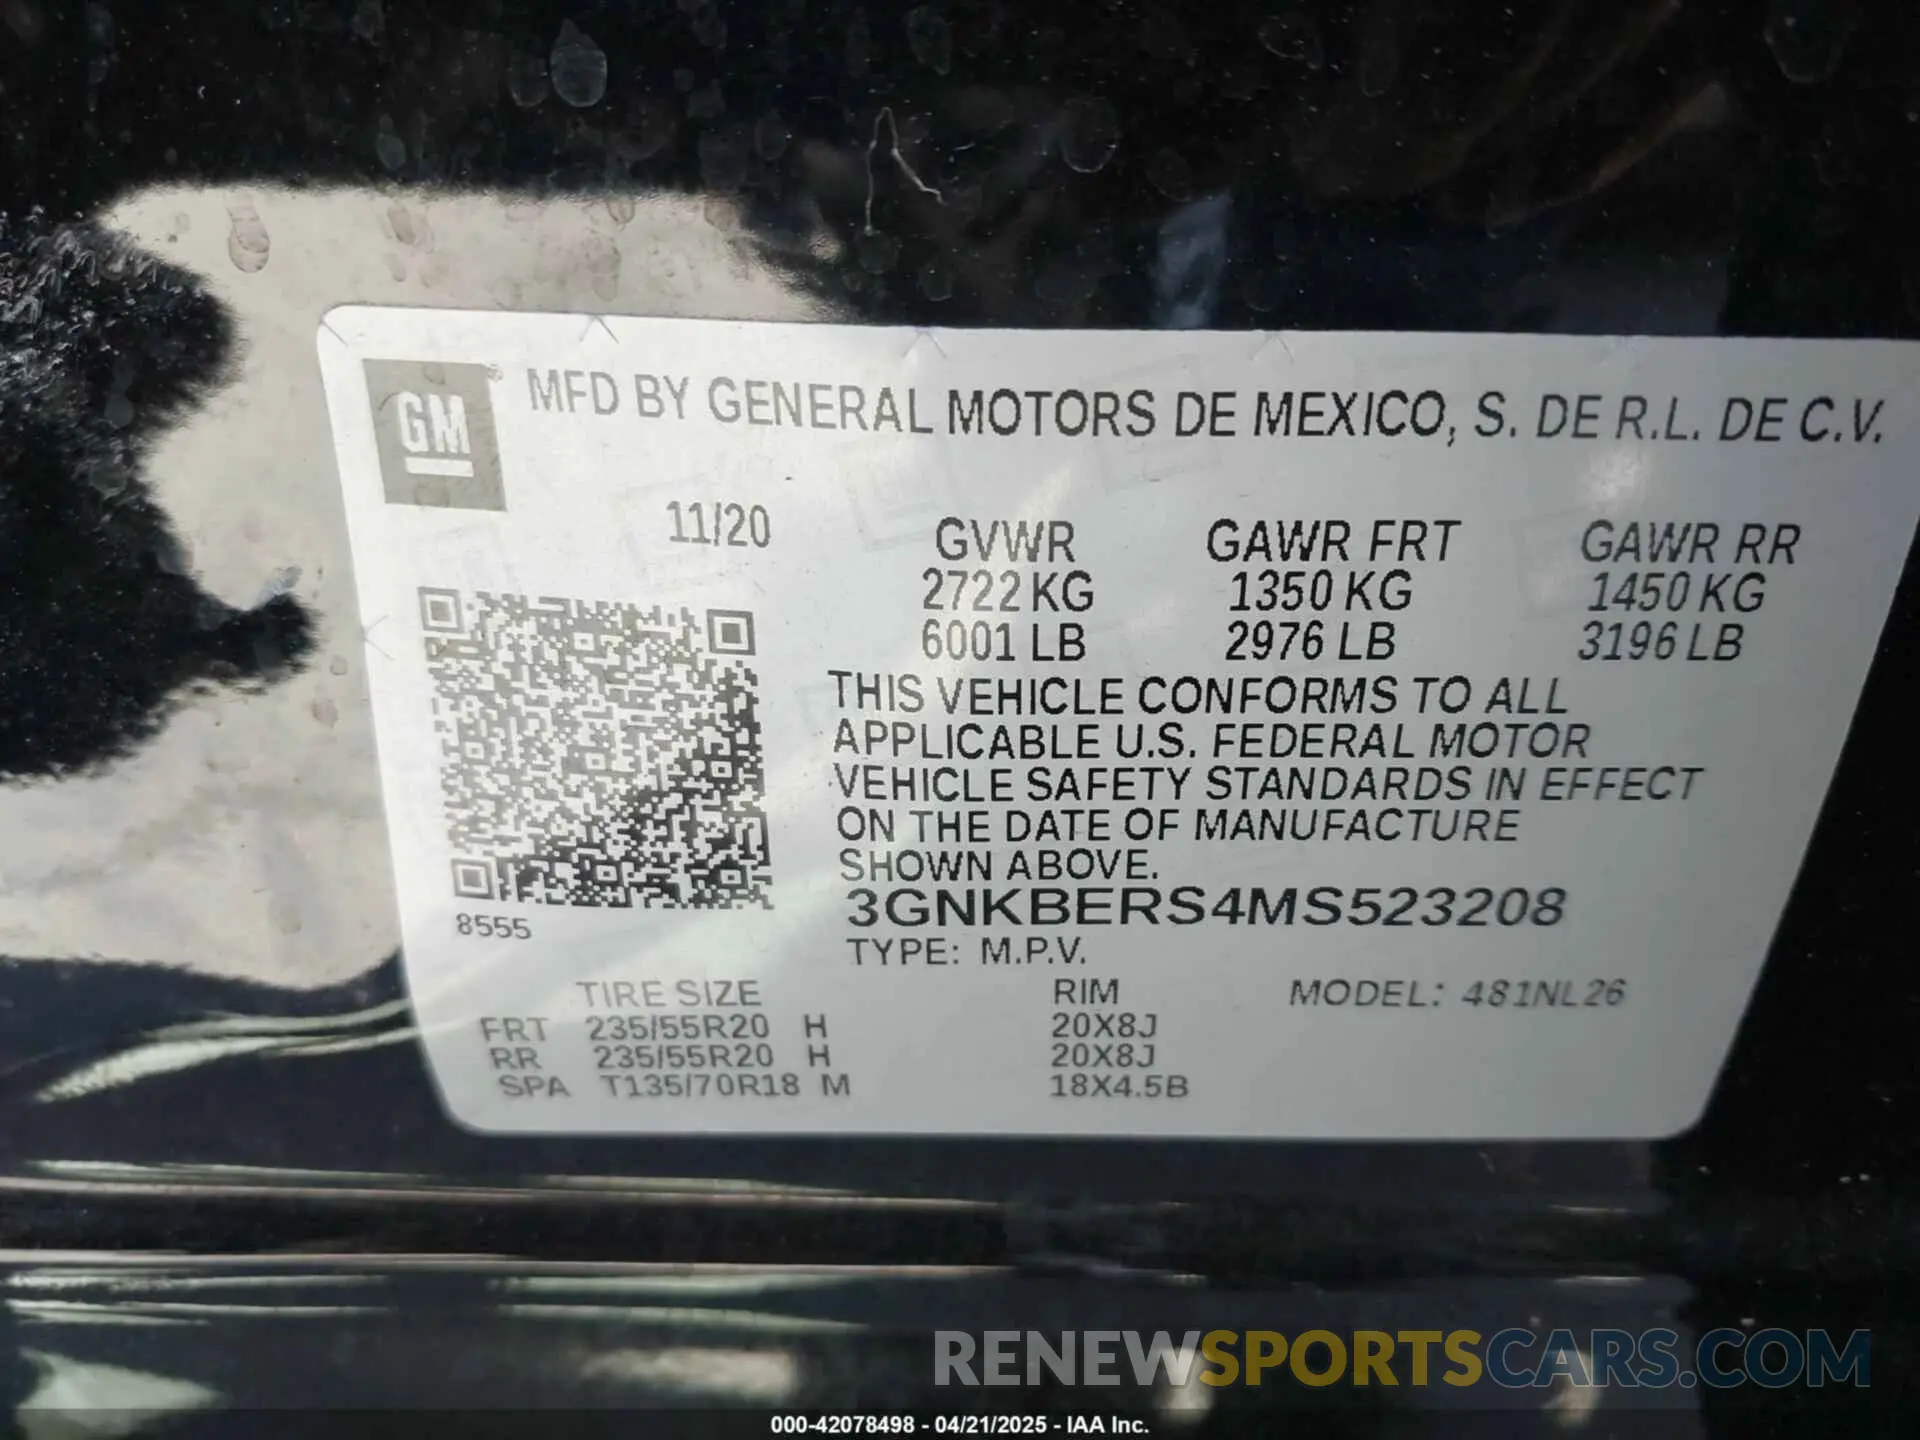 GM
® MFD BY GENERAL MOTORS DE MEXICO, S. DE R.L. DE C.V.
11/20
GVWR GAWR FRT GAWR RR
2722 KG 1350 KG 1450 KG
6001 LB 2976 LB 3196 LB
THIS VEHICLE CONFORMS TO ALL
APPLICABLE U.S. FEDERAL MOTOR
VEHICLE SAFETY STANDARDS IN EFFECT
ON THE DATE OF MANUFACTURE
SHOWN ABOVE.
3GNKBERS4MS523208
8555
TYPE: M.P.V.
TIRE SIZE RIM MODEL: 481NL26
FRT 235/55R20 H 20X8J
RR 235/55R20 H 20X8J
SPA T135/70R18 M 18X4.5B
RENEWSPORTSCARS.COM
000-42078498 - 04/21/2025 - IAA Inc.